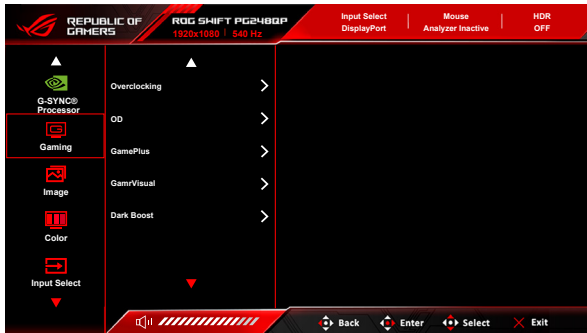 REPUBLIC OF
GAMERS
ROG SWIFT PG248QP
1920x1080 | 540 Hz
Input Select
DisplayPort
Mouse
Analyzer Inactive
HDR
OFF
G-SYNC®
Processor
Gaming
Image
Color
Input Select
Overclocking
OD
GamePlus
GamrVisual
Dark Boost
Back
Enter
Select
Exit